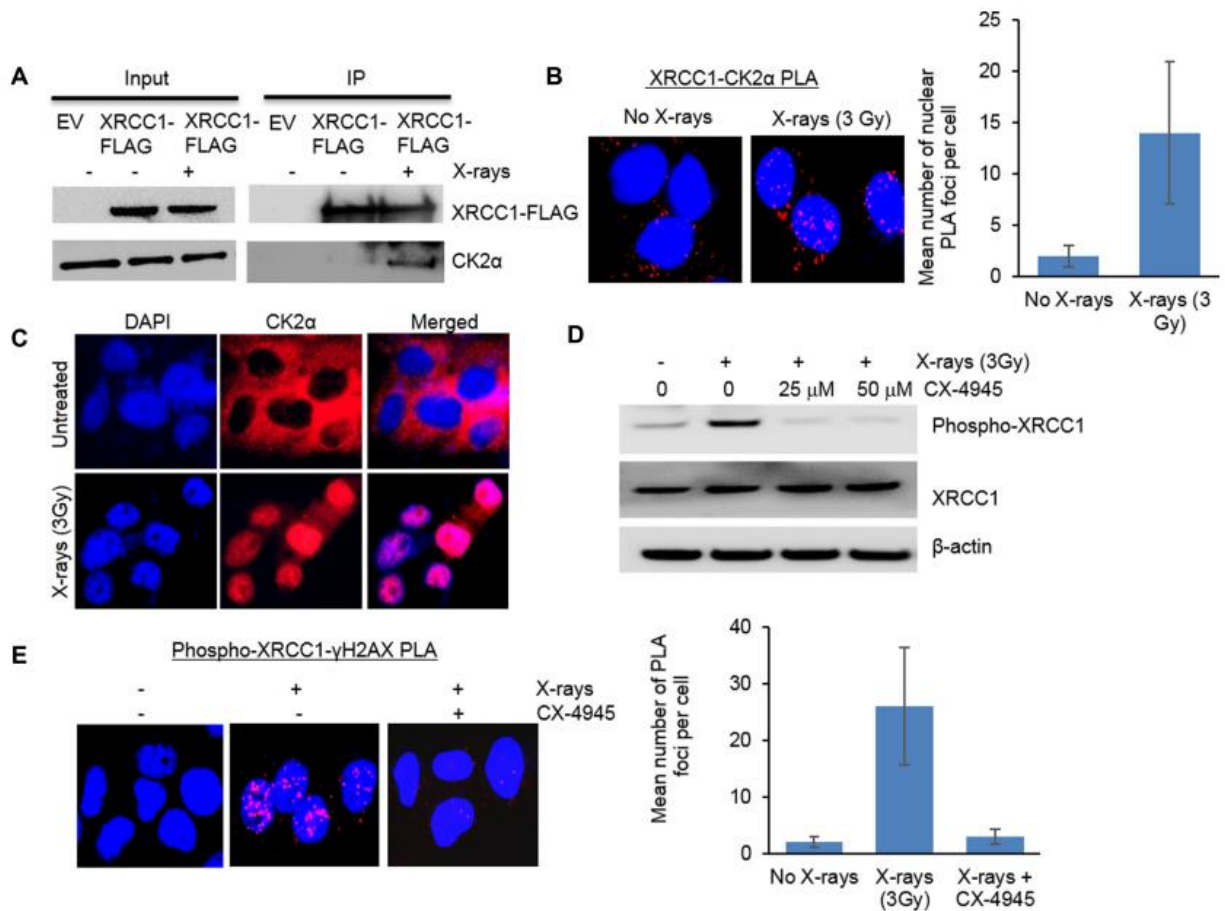 A
Input
IP
EV XRCC1- XRCC1-
FLAG FLAG
EV XRCC1- XRCC1-
FLAG FLAG
- - + - - + X-rays
XRCC1-FLAG
CK2α
B
XRCC1-CK2α PLA
No X-rays X-rays (3 Gy)
Mean number of nuclear
PLA foci per cell
25
20
15
10
5
0
No X-rays X-rays (3
Gy)
C
DAPI CK2α Merged
Untreated
X-rays (3Gy)
D
- + + + X-rays (3Gy)
0 0 25 μM 50 μM CX-4945
Phospho-XRCC1
XRCC1
β-actin
E
Phospho-XRCC1-γH2AX PLA
- + + X-rays
- - + CX-4945
Mean number of PLA
foci per cell
40
30
20
10
0
No X-rays X-rays X-rays +
(3Gy) CX-4945